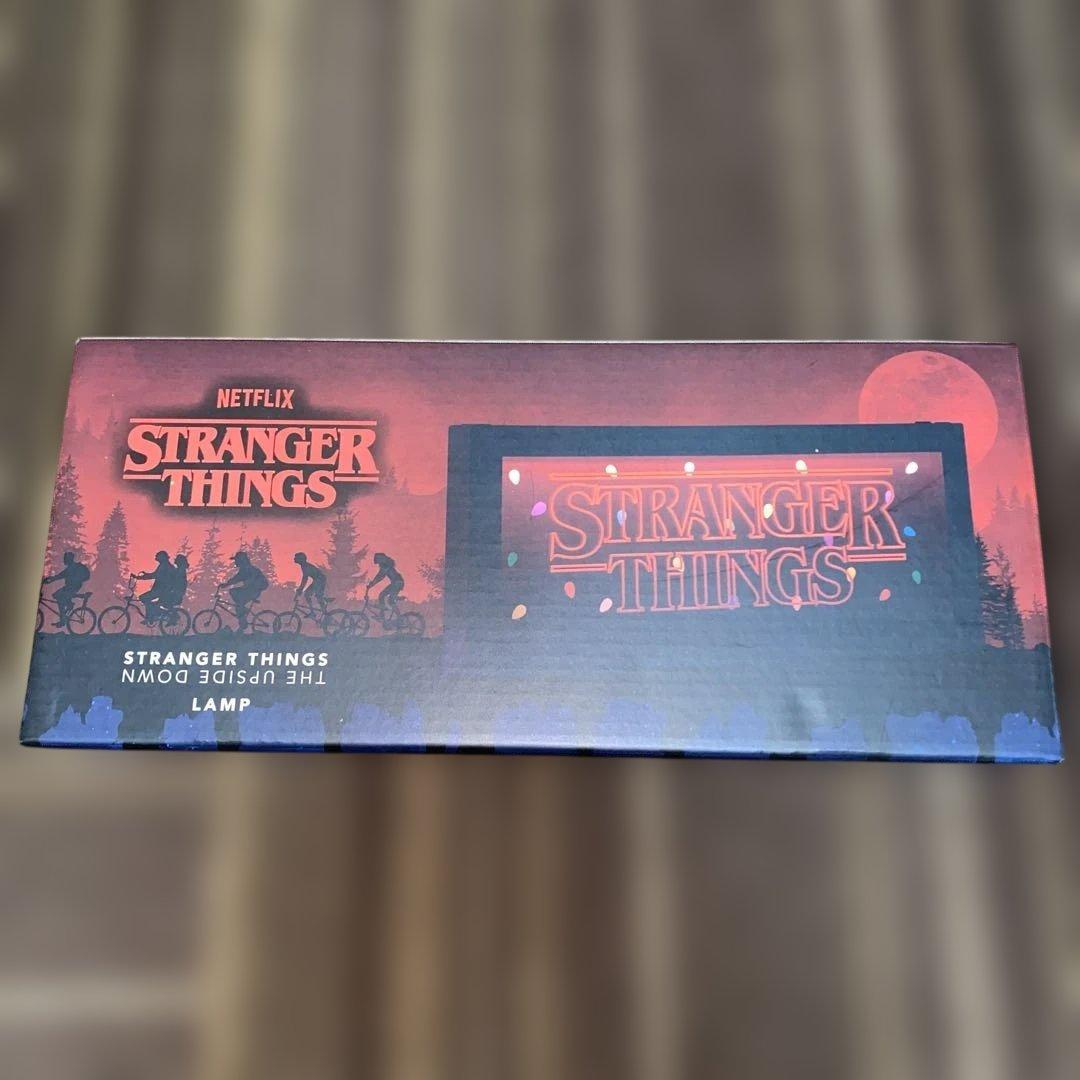 NETFLIX
STRANGER
THINGS
STRANGER
THINGS
STRANGER THINGS
THE UPSIDE DOWN
LAMP